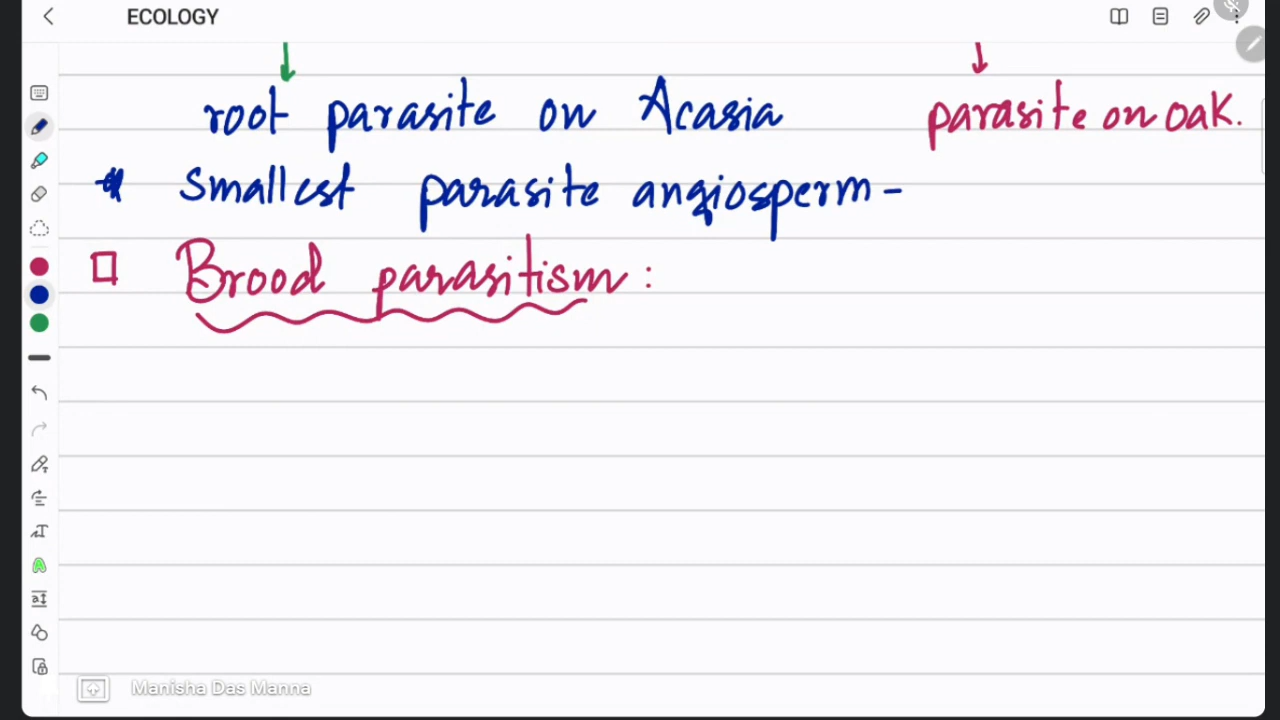 ECOLOGY
root parasite on Acasia
parasite on oak.
* Smallest parasite angiosperm -
Brood parasitism :
Manisha Das Manna